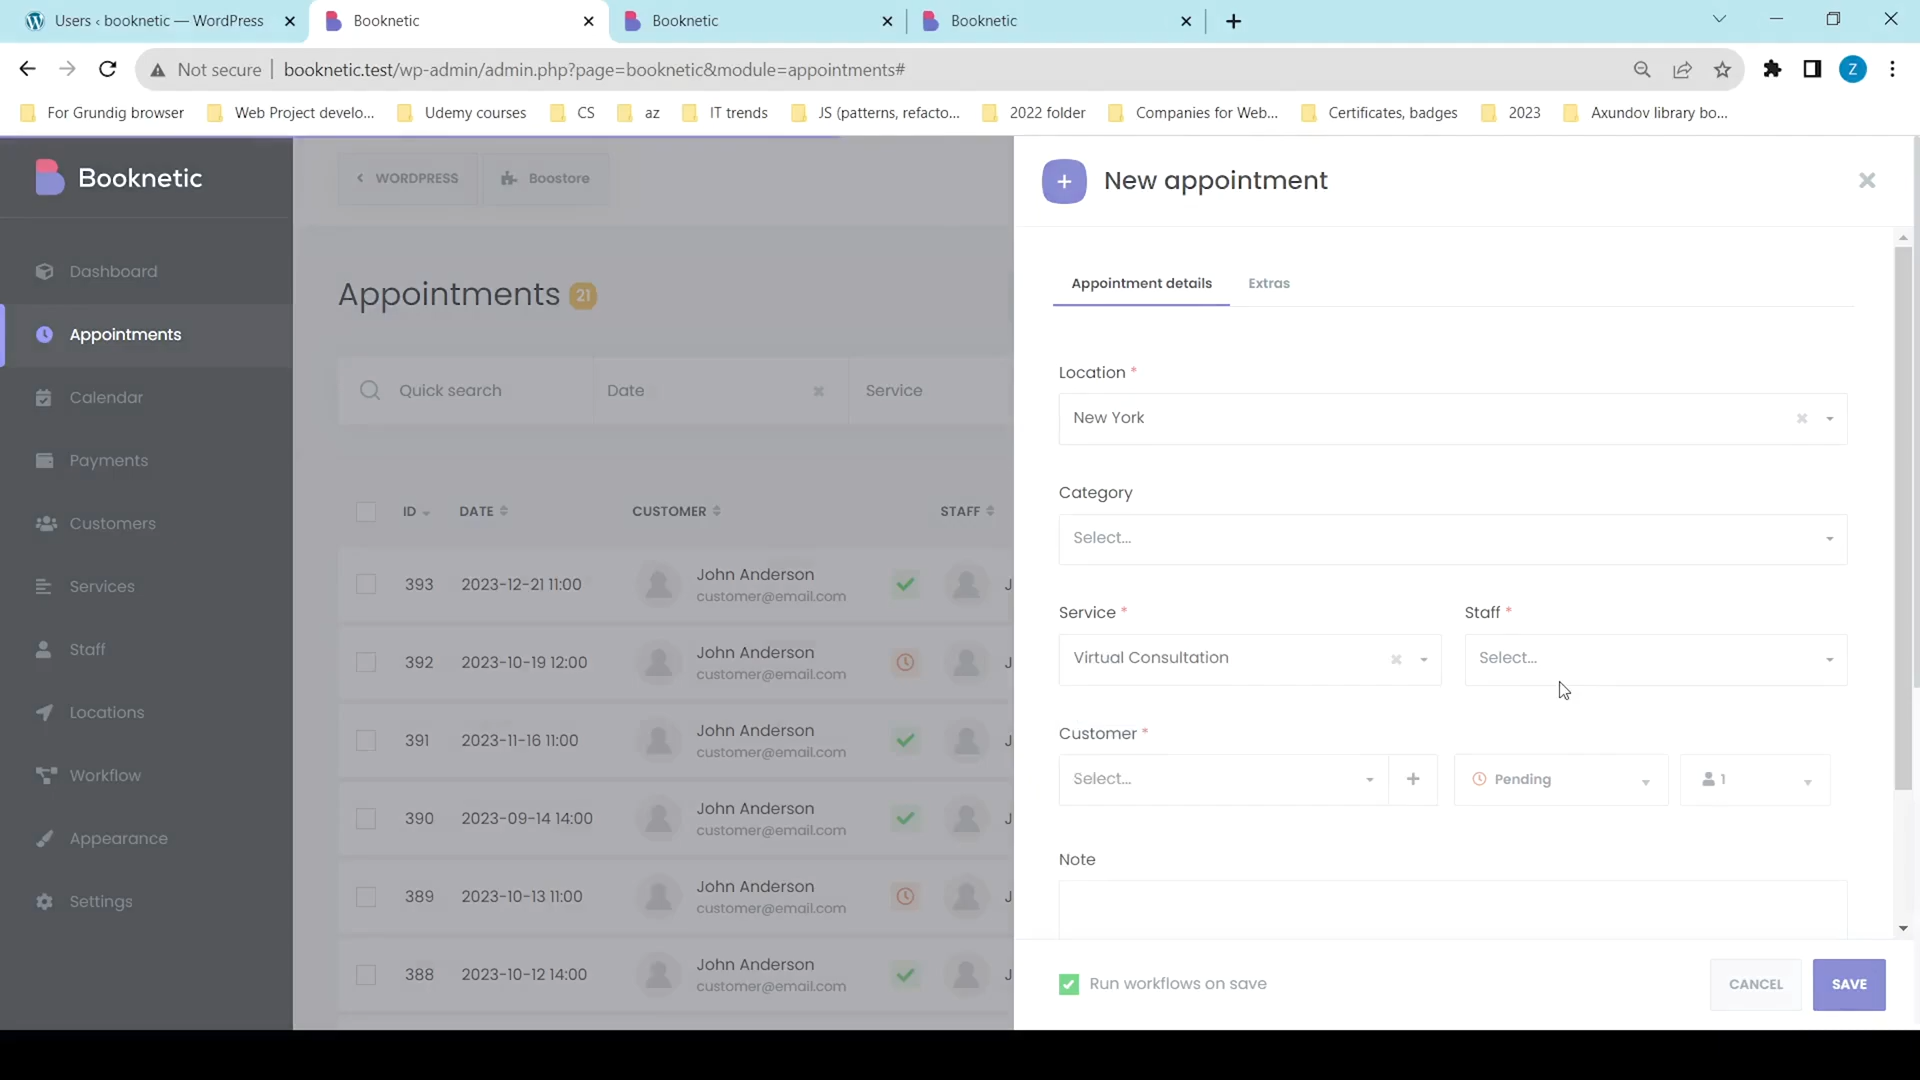 Users ‹ booknetic — WordPress
Booknetic
Booknetic
Booknetic
Not secure
booknetic.test/wp-admin/admin.php?page=booknetic&module=appointments#
Z
For Grundig browser
Web Project develo...
Udemy courses
CS
az
IT trends
JS (patterns, refacto...
2022 folder
Companies for Web...
Certificates, badges
2023
Axundov library bo...
Booknetic
Dashboard
Appointments
Calendar
Payments
Customers
Services
Staff
Locations
Workflow
Appearance
Settings
WORDPRESS
Boostore
Appointments 21
Quick search
Date
Service
ID DATE CUSTOMER STAFF
393 2023-12-21 11:00 John Anderson J
customer@email.com
392 2023-10-19 12:00 John Anderson J
customer@email.com
391 2023-11-16 11:00 John Anderson J
customer@email.com
390 2023-09-14 14:00 John Anderson J
customer@email.com
389 2023-10-13 11:00 John Anderson J
customer@email.com
388 2023-10-12 14:00 John Anderson J
customer@email.com
New appointment
Appointment details
Extras
Location *
New York
Category
Select...
Service *
Virtual Consultation
Staff *
Select...
Customer *
Select...
Pending
1
Note
Run workflows on save
CANCEL
SAVE